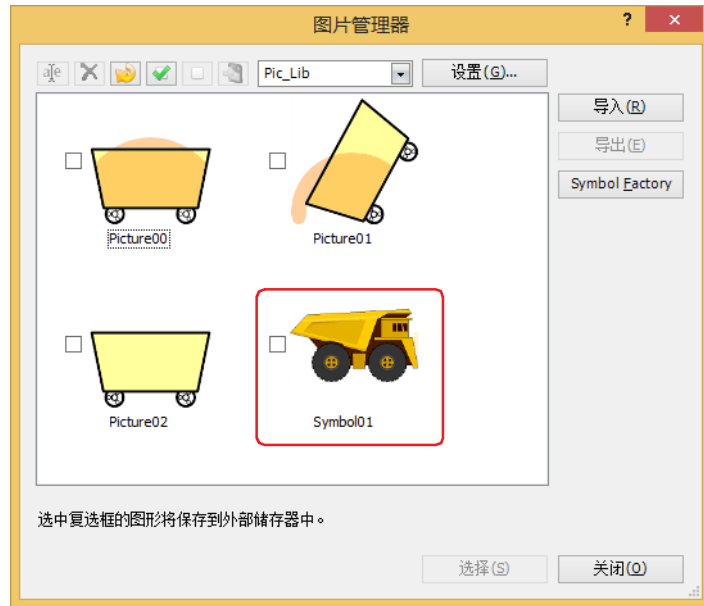 图片管理器
?
aje
Pic_Lib
设置(G)...
导入(R)
导出(E)
Symbol Factory
Picture00
Picture01
Picture02
Symbol01
选中复选框的图形将保存到外部储存器中。
选择(S)
关闭(O)